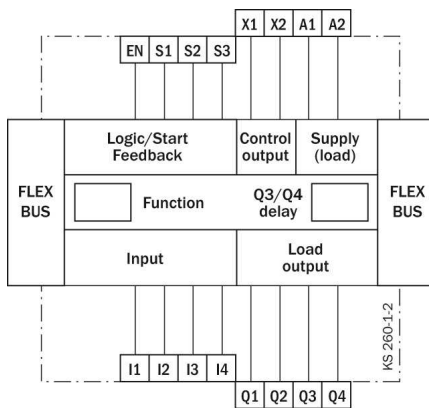 X1 X2 A1 A2
EN S1 S2 S3
Logic/Start
Feedback
Control
output
Supply
(load)
FLEX
BUS
Function
Q3/Q4
delay
FLEX
BUS
Input
Load
output
KS 260-1-2
I1 I2 I3 I4
Q1 Q2 Q3 Q4